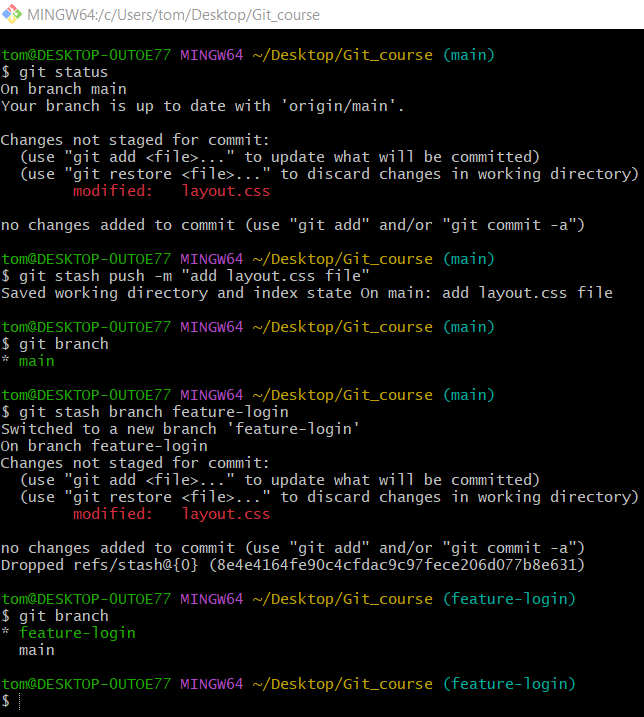 MINGW64:/c/Users/tom/Desktop/Git_course
tom@DESKTOP-OUTOE77 MINGW64 ~/Desktop/Git_course (main)
$ git status
On branch main
Your branch is up to date with 'origin/main'.
Changes not staged for commit:
  (use "git add <file>..." to update what will be committed)
  (use "git restore <file>..." to discard changes in working directory)
        modified:   layout.css
no changes added to commit (use "git add" and/or "git commit -a")
tom@DESKTOP-OUTOE77 MINGW64 ~/Desktop/Git_course (main)
$ git stash push -m "add layout.css file"
Saved working directory and index state On main: add layout.css file
tom@DESKTOP-OUTOE77 MINGW64 ~/Desktop/Git_course (main)
$ git branch
* main
tom@DESKTOP-OUTOE77 MINGW64 ~/Desktop/Git_course (main)
$ git stash branch feature-login
Switched to a new branch 'feature-login'
On branch feature-login
Changes not staged for commit:
  (use "git add <file>..." to update what will be committed)
  (use "git restore <file>..." to discard changes in working directory)
        modified:   layout.css
no changes added to commit (use "git add" and/or "git commit -a")
Dropped refs/stash@{0} (8e4e4164fe90c4cfdac9c97fece206d077b8e631)
tom@DESKTOP-OUTOE77 MINGW64 ~/Desktop/Git_course (feature-login)
$ git branch
* feature-login
  main
tom@DESKTOP-OUTOE77 MINGW64 ~/Desktop/Git_course (feature-login)
$